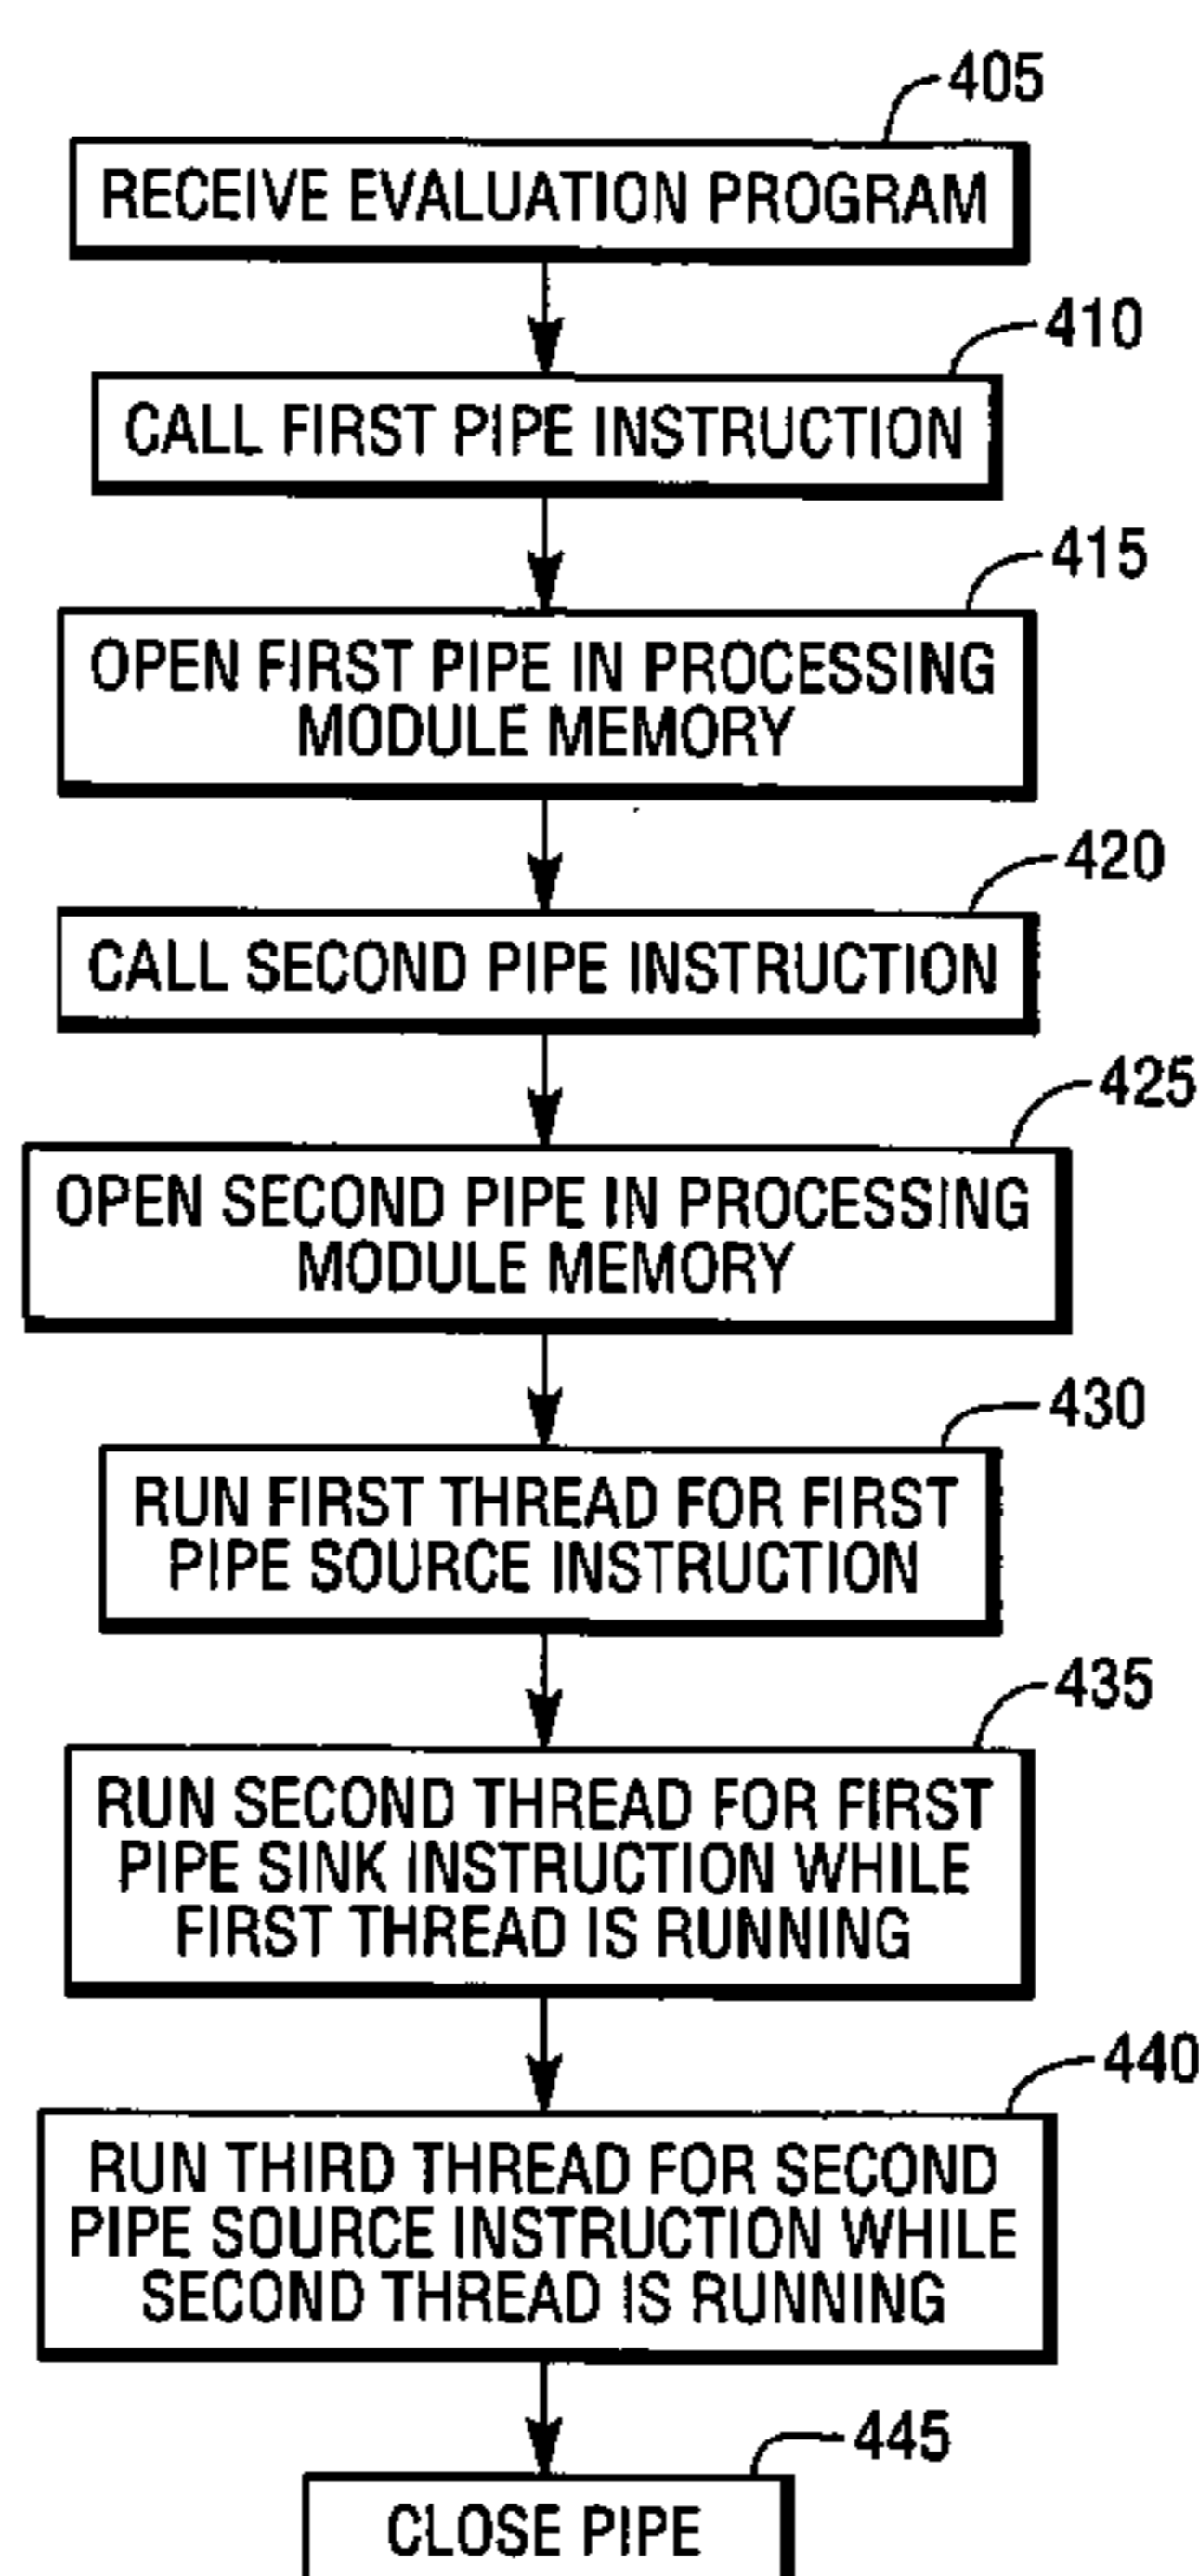 405
RECEIVE EVALUATION PROGRAM
410
CALL FIRST PIPE INSTRUCTION
415
OPEN FIRST PIPE IN PROCESSING
MODULE MEMORY
420
CALL SECOND PIPE INSTRUCTION
425
OPEN SECOND PIPE IN PROCESSING
MODULE MEMORY
430
RUN FIRST THREAD FOR FIRST
PIPE SOURCE INSTRUCTION
435
RUN SECOND THREAD FOR FIRST
PIPE SINK INSTRUCTION WHILE
FIRST THREAD IS RUNNING
440
RUN THIRD THREAD FOR SECOND
PIPE SOURCE INSTRUCTION WHILE
SECOND THREAD IS RUNNING
445
CLOSE PIPE